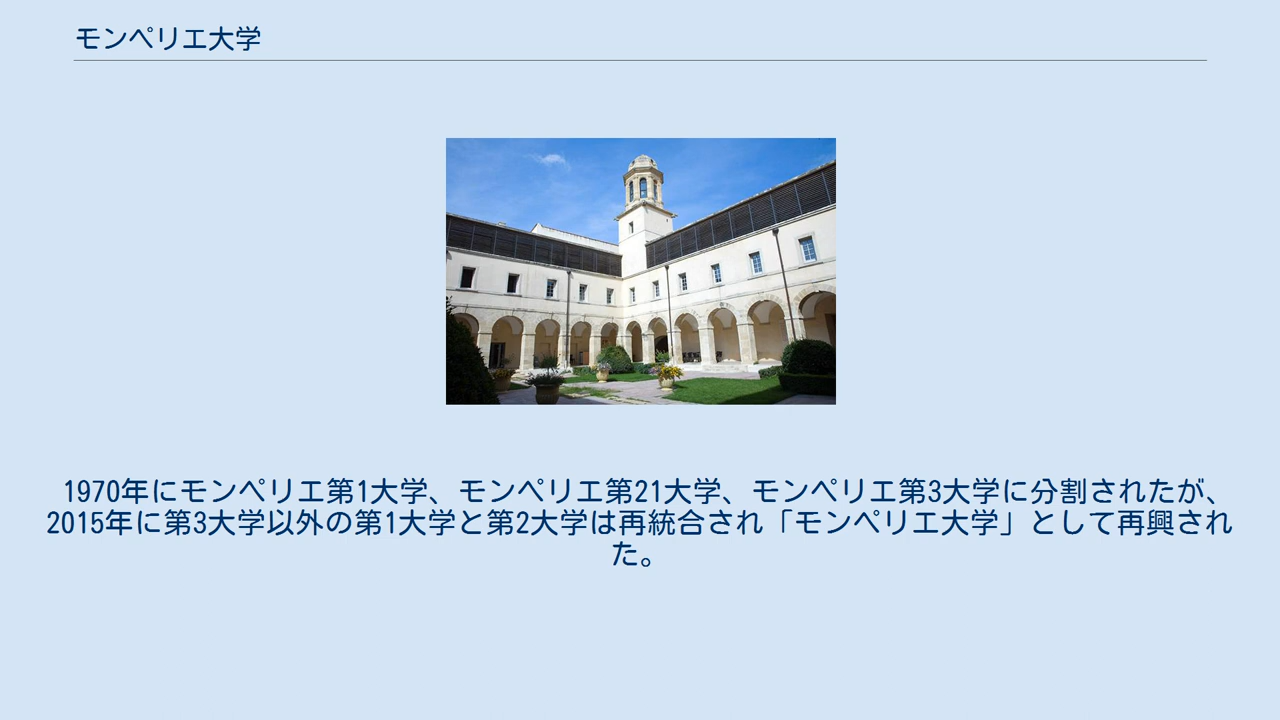 モンペリエ大学
1970年にモンペリエ第1大学、モンペリエ第21大学、モンペリエ第3大学に分割されたが、
2015年に第3大学以外の第1大学と第2大学は再統合され「モンペリエ大学」として再興され
た。